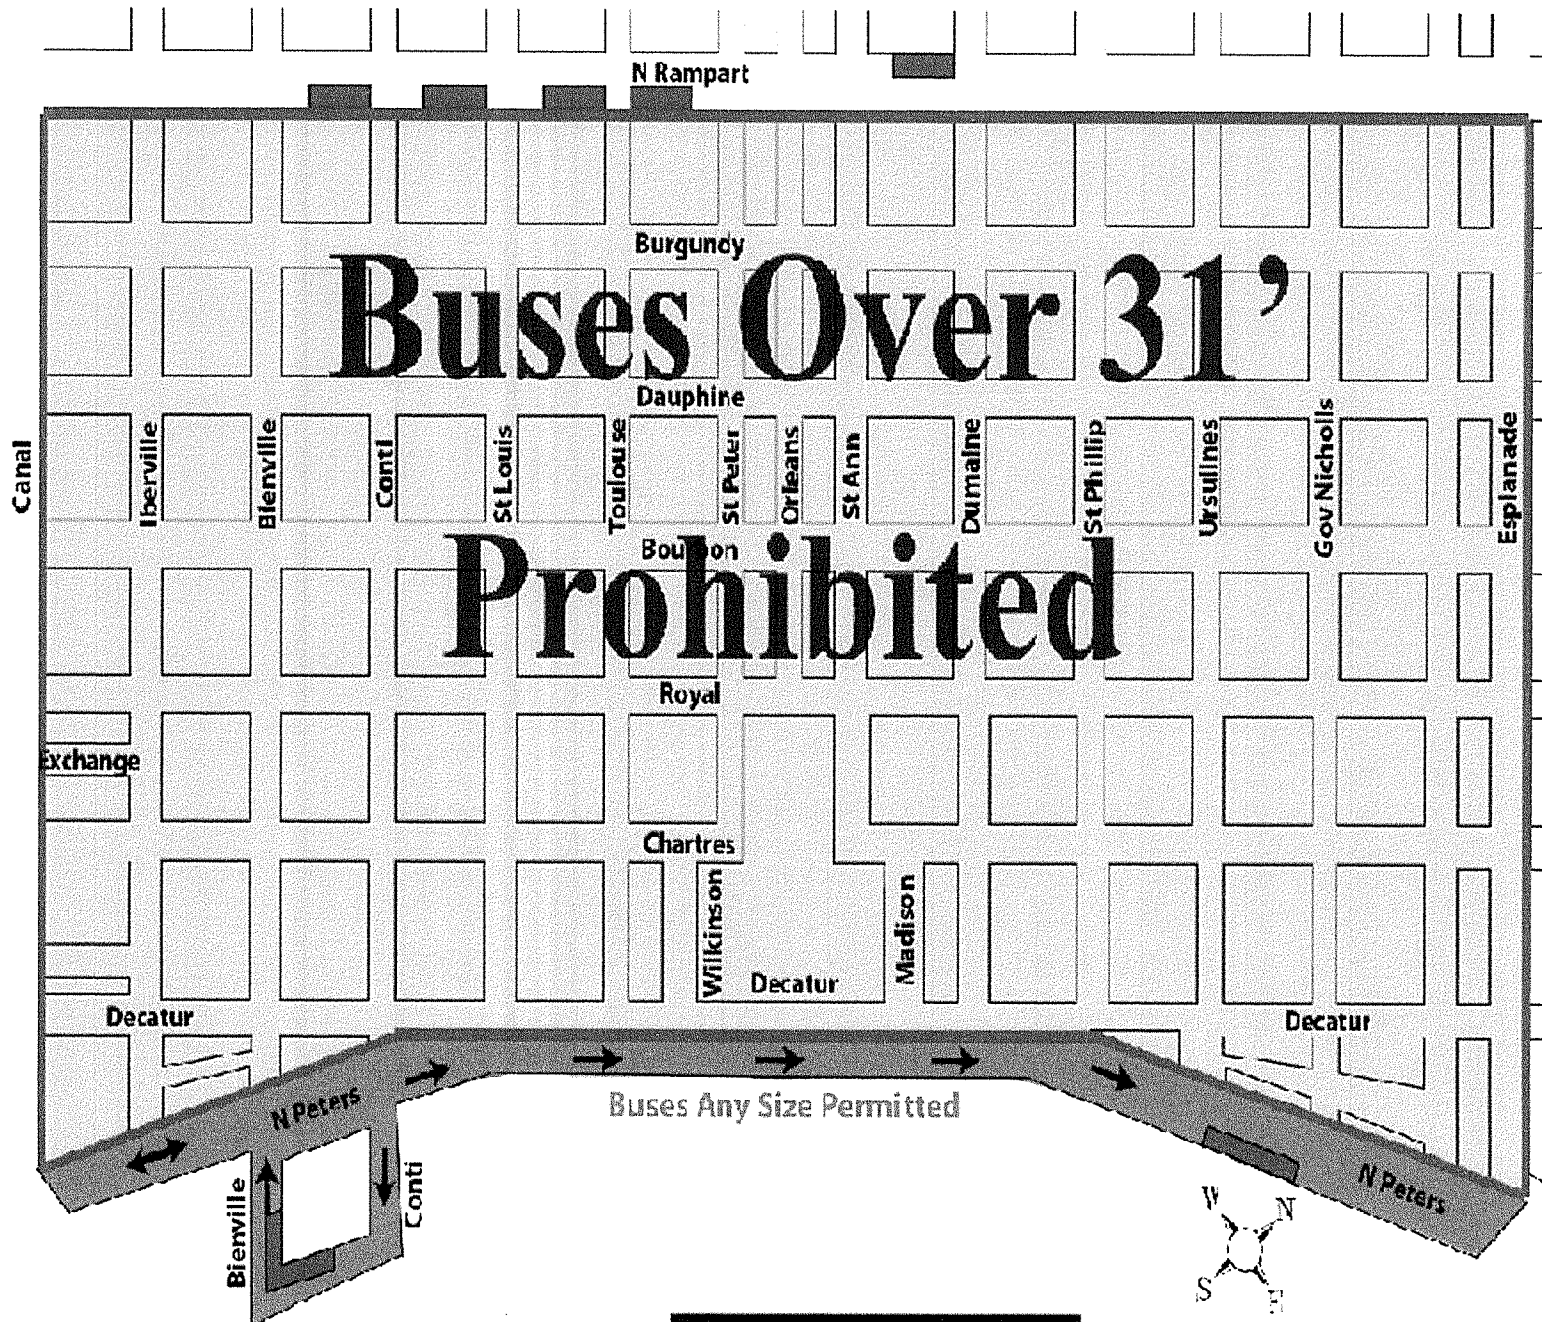 N Rampart
Burgundy
Buses Over 31’
Dauphine
Canal
Iberville
Bienville
Conti
St Louis
Toulouse
St Peter
Orleans
St Ann
Dumaine
St Phillip
Ursulines
Gov Nicholls
Esplanade
Bourbon
Prohibited
Royal
Exchange
Chartres
Wilkinson
Madison
Decatur
Decatur
Decatur
N Peters
Buses Any Size Permitted
Bienville
Conti
N Peters
W
N
S
E